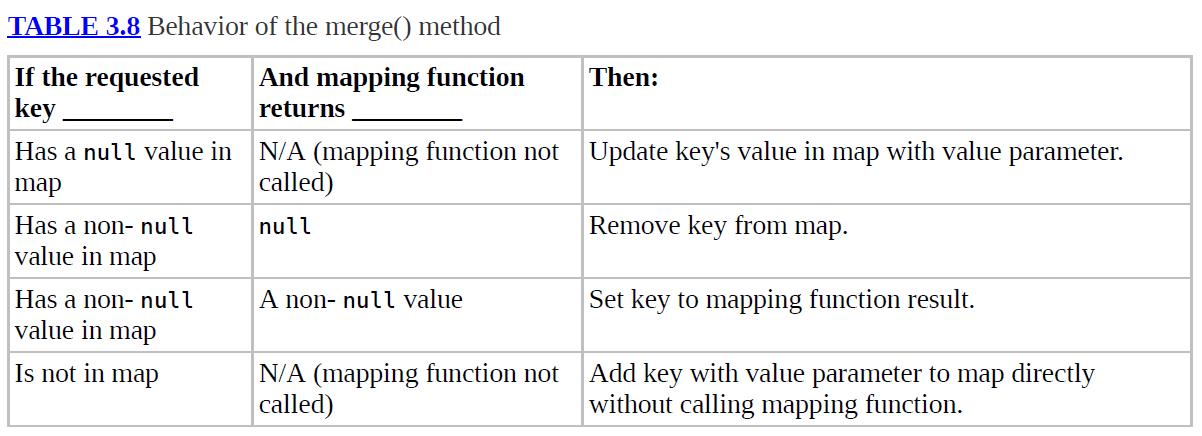 TABLE 3.8 Behavior of the merge() method
If the requested And mapping function Then:
key ________ returns ________
Has a null value in N/A (mapping function not Update key's value in map with value parameter.
map called)
Has a non- null null Remove key from map.
value in map
Has a non- null A non- null value Set key to mapping function result.
value in map
Is not in map N/A (mapping function not Add key with value parameter to map directly
called) without calling mapping function.